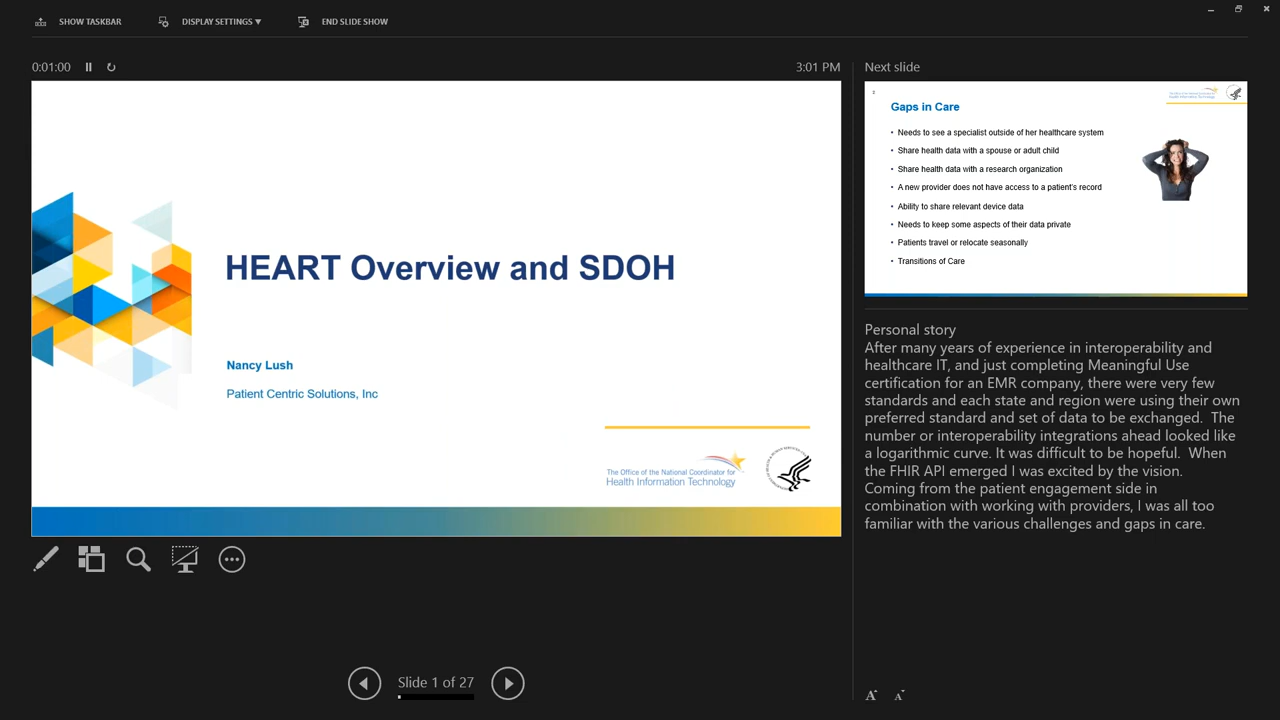 SHOW TASKBAR
DISPLAY SETTINGS ▼
END SLIDE SHOW
0:01:00
3:01 PM
HEART Overview and SDOH
Nancy Lush
Patient Centric Solutions, Inc
The Office of the National Coordinator for
Health Information Technology
Slide 1 of 27
Next slide
Gaps in Care
• Needs to see a specialist outside of her healthcare system
• Share health data with a spouse or adult child
• Share health data with a research organization
• A new provider does not have access to a patient's record
• Ability to share relevant device data
• Needs to keep some aspects of their data private
• Patients travel or relocate seasonally
• Transitions of Care
Personal story
After many years of experience in interoperability and
healthcare IT, and just completing Meaningful Use
certification for an EMR company, there were very few
standards and each state and region were using their own
preferred standard and set of data to be exchanged.  The
number or interoperability integrations ahead looked like
a logarithmic curve. It was difficult to be hopeful.  When
the FHIR API emerged I was excited by the vision.
Coming from the patient engagement side in
combination with working with providers, I was all too
familiar with the various challenges and gaps in care.
A A